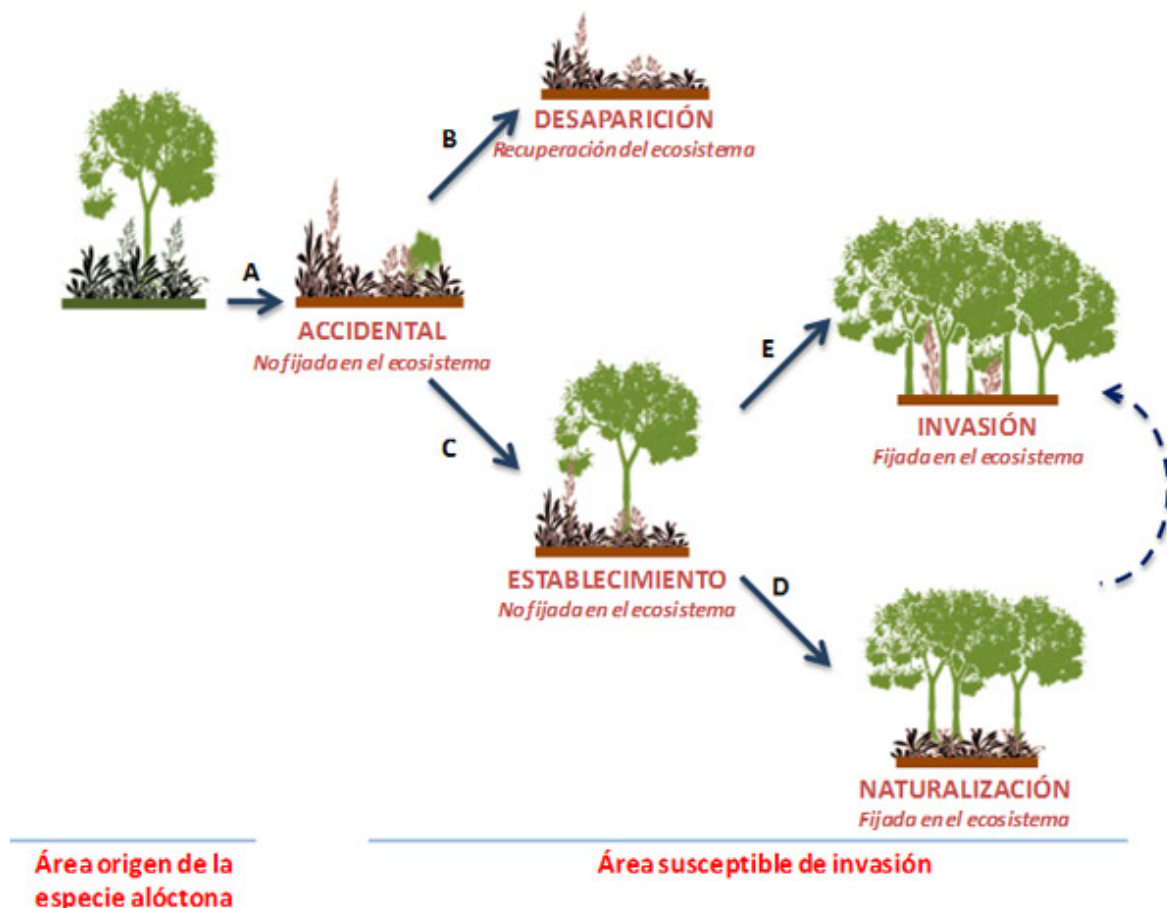 B
DESAPARICIÓN
Recuperación del ecosistema
A
ACCIDENTAL
No fijada en el ecosistema
E
INVASIÓN
Fijada en el ecosistema
C
ESTABLECIMIENTO
No fijada en el ecosistema
D
NATURALIZACIÓN
Fijada en el ecosistema
Área origen de la
especie alóctona
Área susceptible de invasión